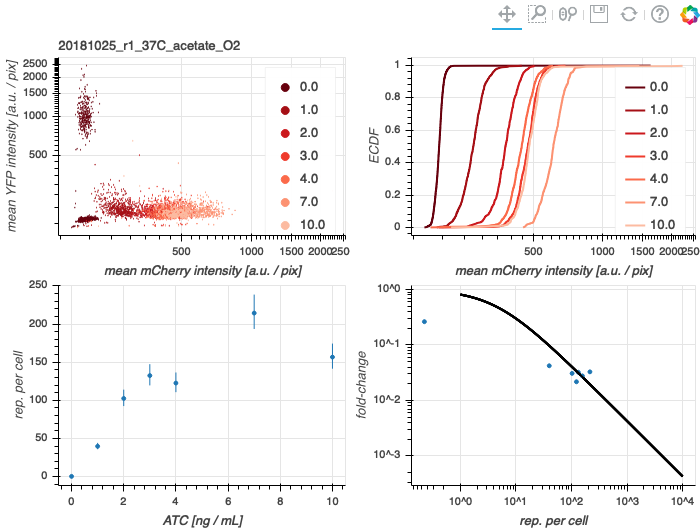 20181025_r1_37C_acetate_O2
2500
2000
1500
1000
500
mean YFP intensity [a.u. / pix]
0.0
1.0
2.0
3.0
4.0
7.0
10.0
500 1000 1500 2000 250
mean mCherry intensity [a.u. / pix]
1
0.8
0.6
0.4
0.2
0
ECDF
0.0
1.0
2.0
3.0
4.0
7.0
10.0
500 1000 1500 2000 250
mean mCherry intensity [a.u. / pix]
250
200
150
100
50
0
rep. per cell
0 2 4 6 8 10
ATC [ng / mL]
10^0
10^-1
10^-2
10^-3
fold-change
10^0 10^1 10^2 10^3 10^4
rep. per cell